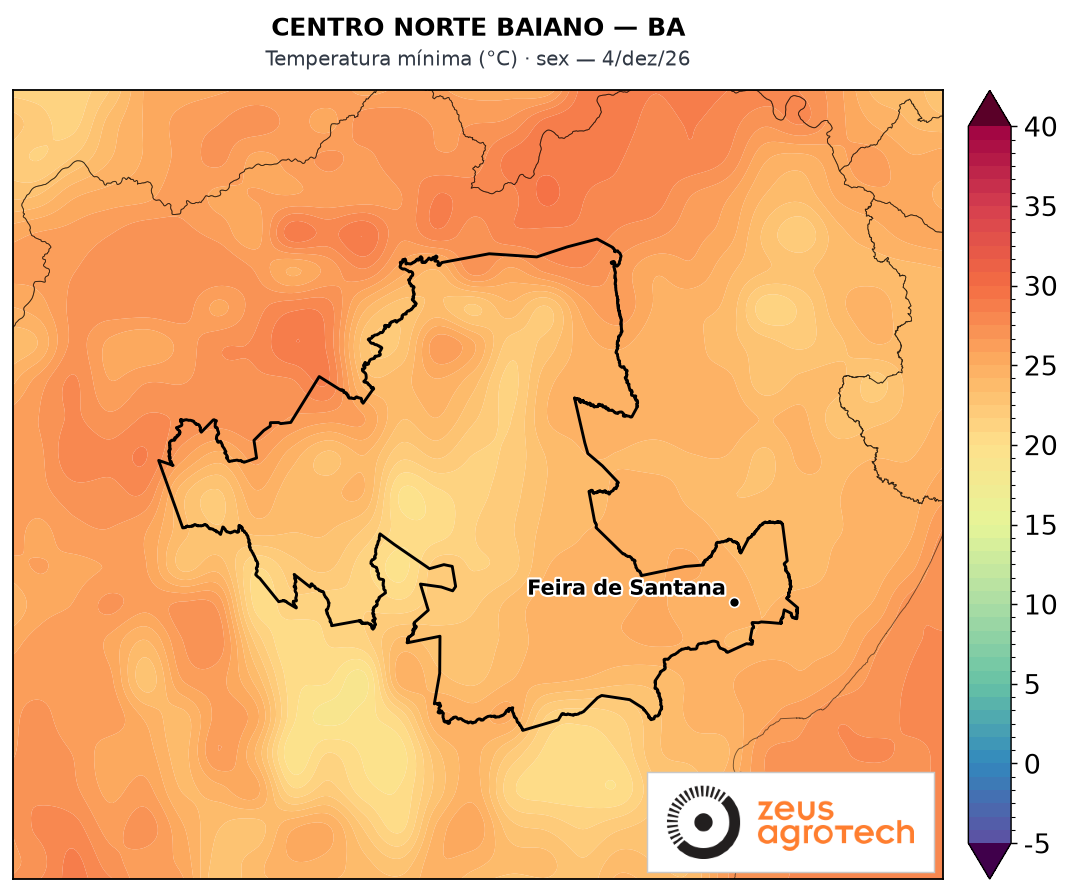 CENTRO NORTE BAIANO — BA
Temperatura mínima (°C) · sex — 4/dez/26
40
35
30
25
20
15
10
5
0
-5
Feira de Santana
zeus
agrotech